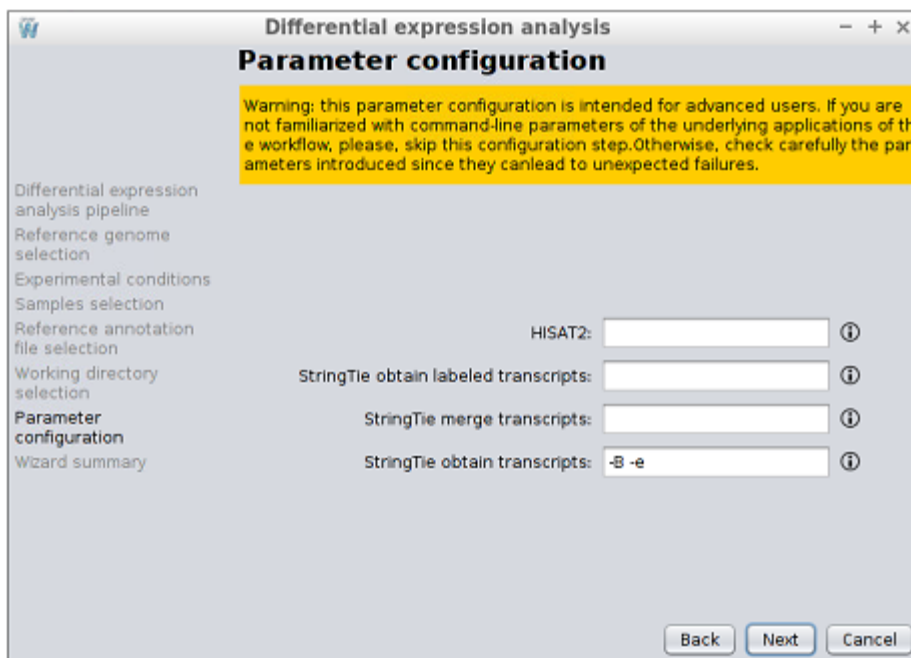 Differential expression analysis
Parameter configuration
Warning: this parameter configuration is intended for advanced users. If you are
not familiarized with command-line parameters of the underlying applications of th
e workflow, please, skip this configuration step.Otherwise, check carefully the par
ameters introduced since they canlead to unexpected failures.
Differential expression
analysis pipeline
Reference genome
selection
Experimental conditions
Samples selection
Reference annotation
file selection
Working directory
selection
Parameter
configuration
Wizard summary
HISAT2:
StringTie obtain labeled transcripts:
StringTie merge transcripts:
StringTie obtain transcripts: -B -e
Back Next Cancel